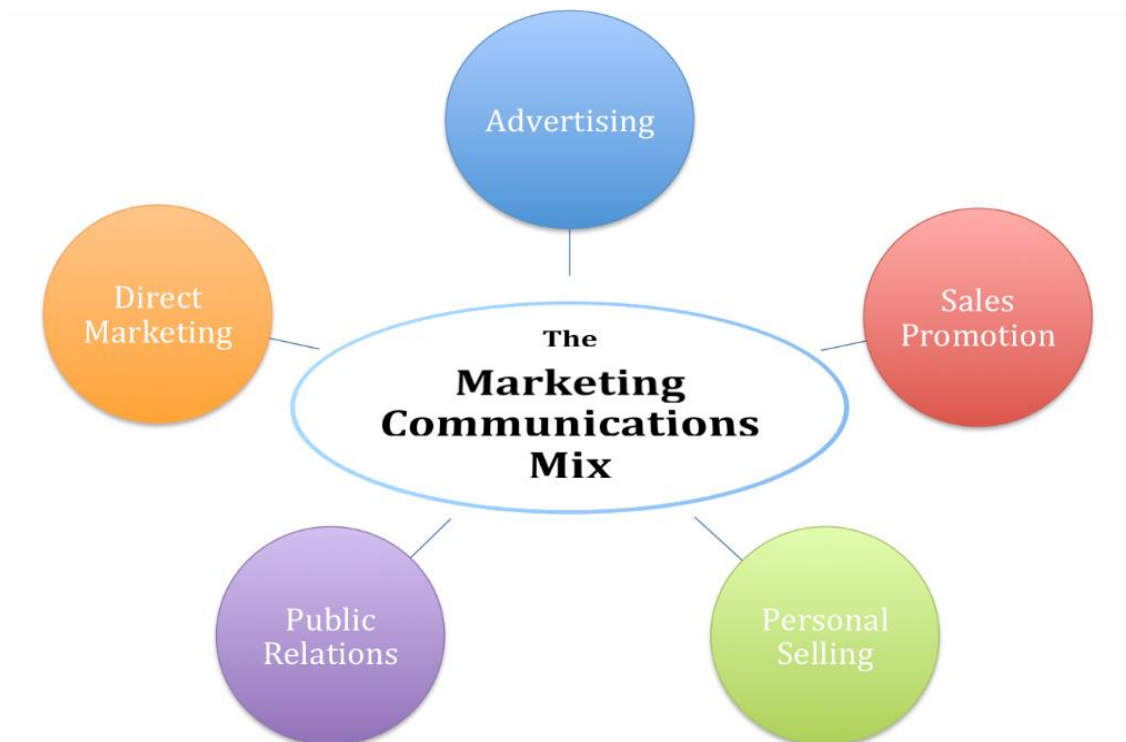 Advertising
Direct
Marketing
Sales
Promotion
The
Marketing
Communications
Mix
Public
Relations
Personal
Selling